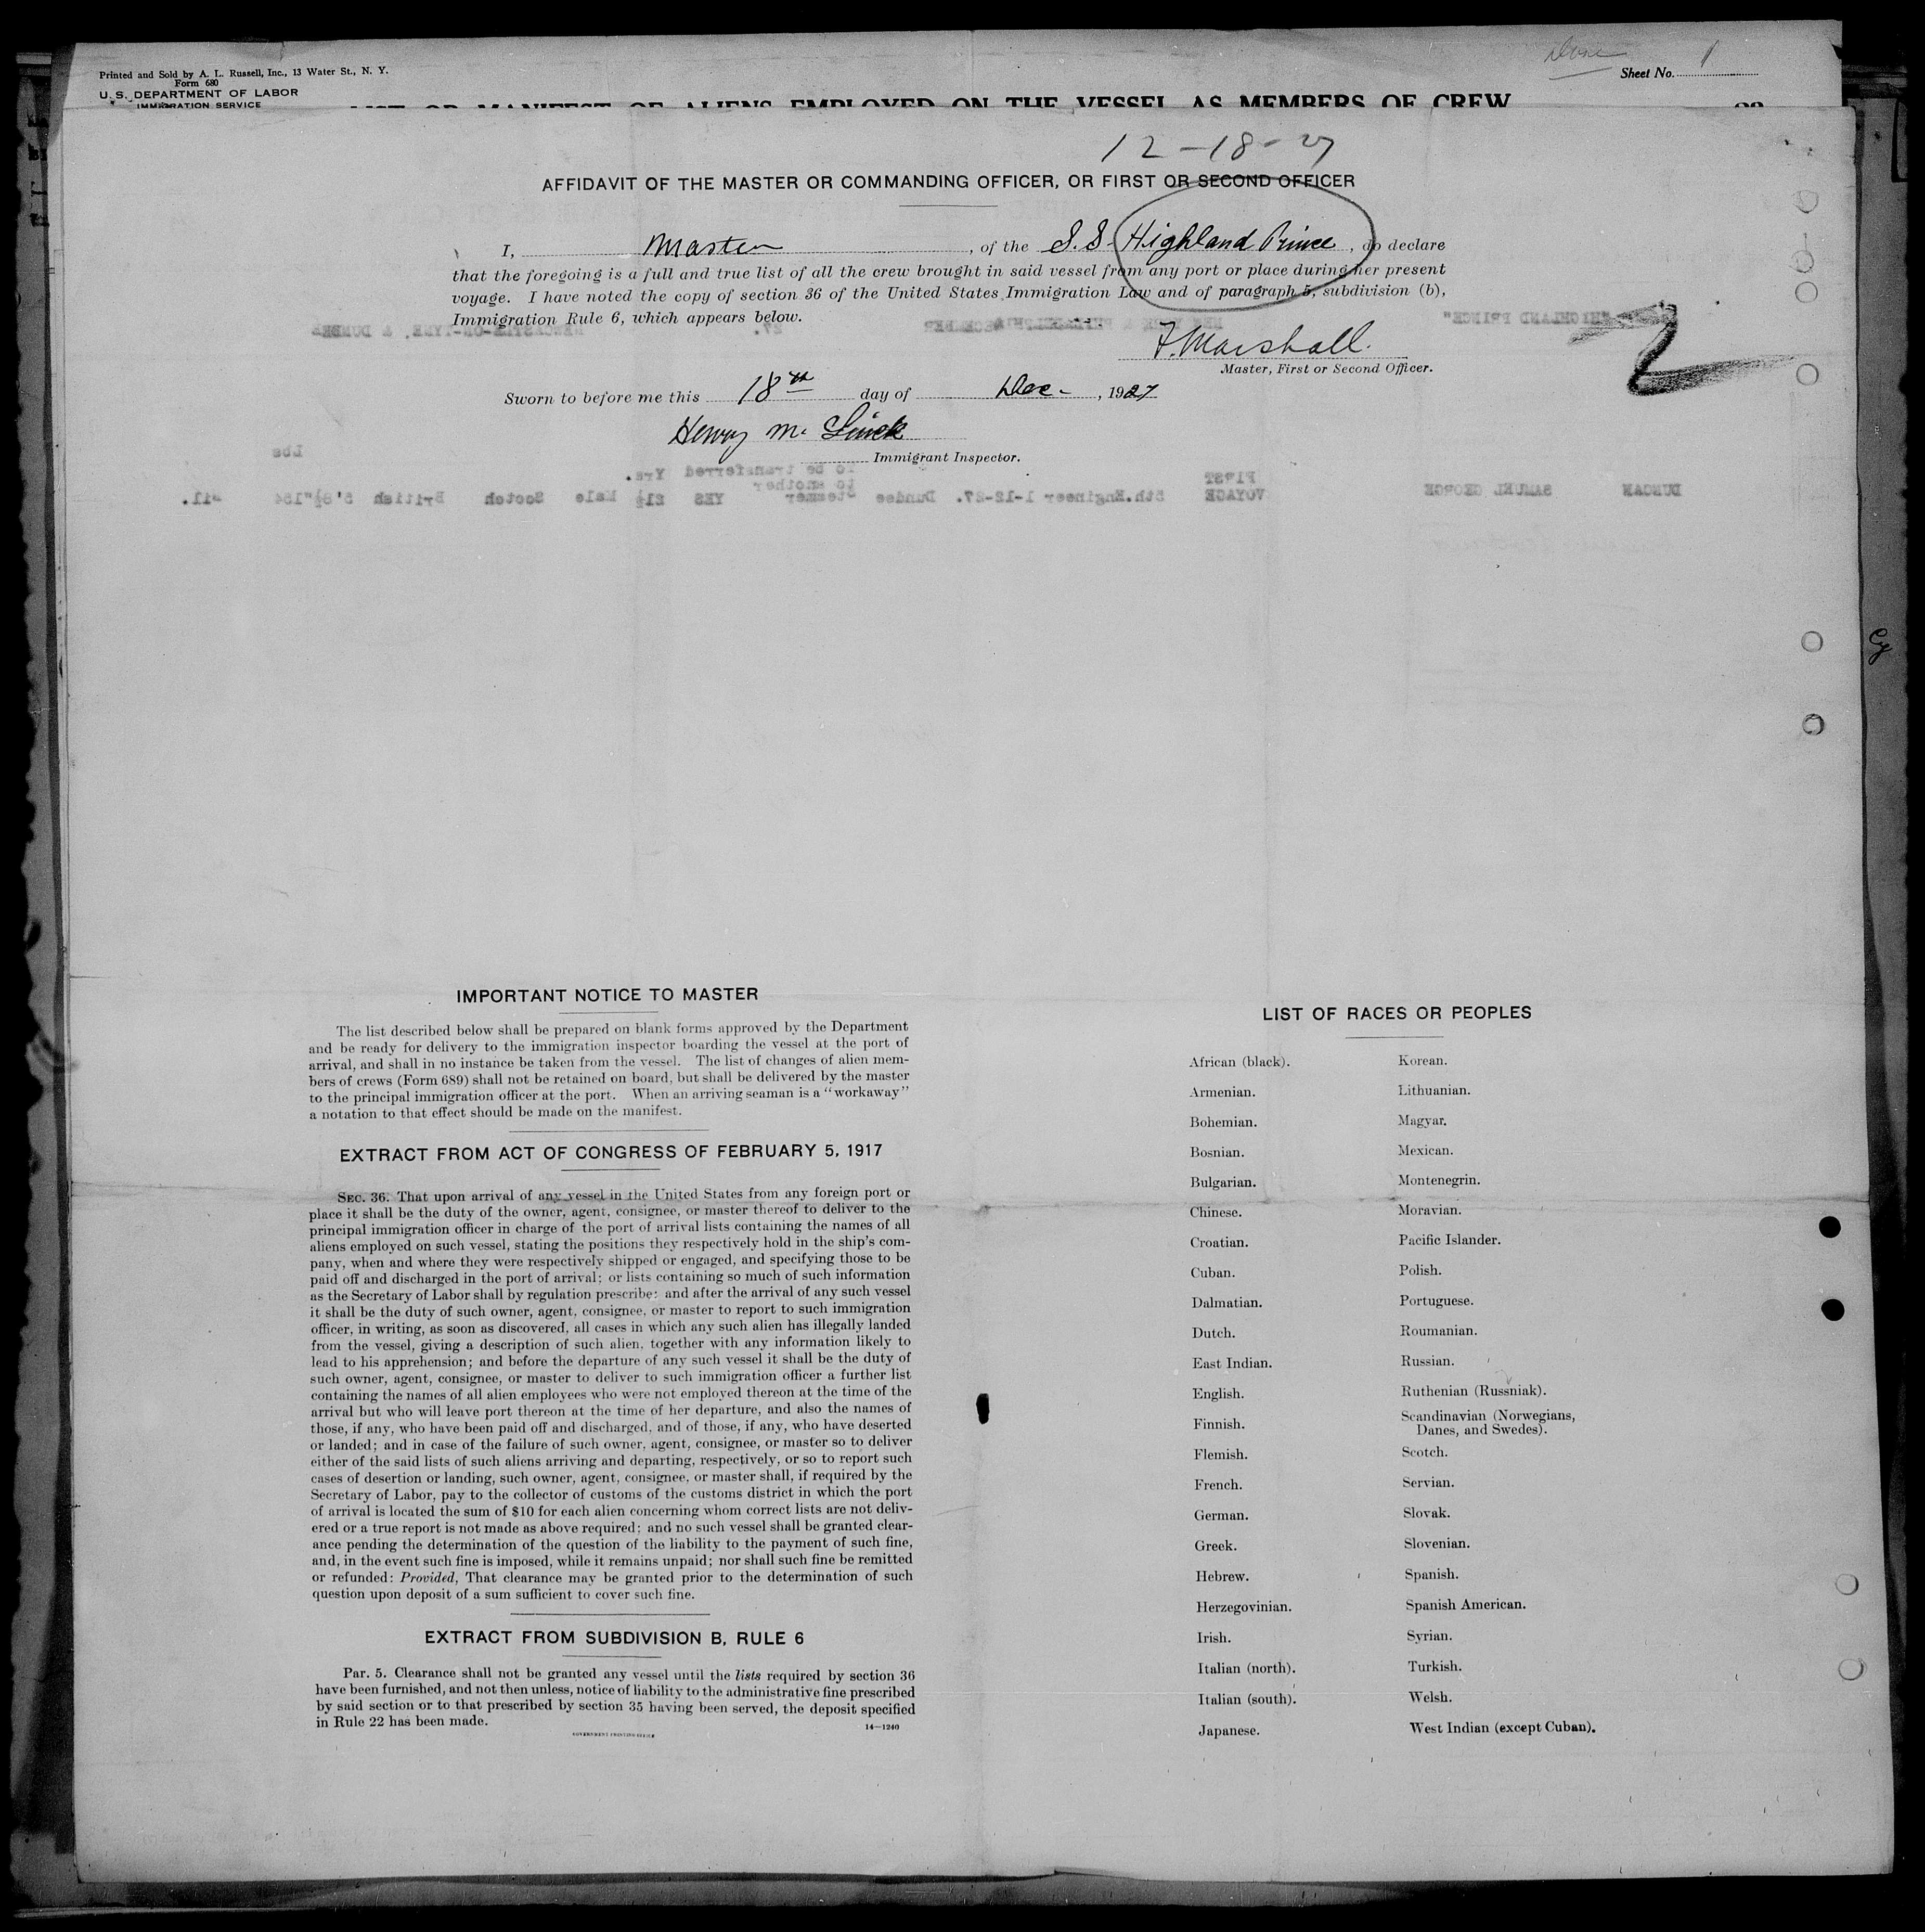 Printed and Sold by A. L. Russell, Inc., 13 Water St., N. Y.
Form 680
U. S. DEPARTMENT OF LABOR
IMMIGRATION SERVICE
Sheet No. 1
LIST OR MANIFEST OF ALIENS EMPLOYED ON THE VESSEL AS MEMBERS OF CREW
12-18-27
AFFIDAVIT OF THE MASTER OR COMMANDING OFFICER, OR FIRST OR SECOND OFFICER
I, Master, of the S.S. Highland Prince, do declare
that the foregoing is a full and true list of all the crew brought in said vessel from any port or place during her present
voyage. I have noted the copy of section 36 of the United States Immigration Law and of paragraph 5, subdivision (b),
Immigration Rule 6, which appears below.
F. Marshall.
2
Master, First or Second Officer.
Sworn to before me this 18th day of Dec-, 1927
Henry M.
Immigrant Inspector.
IMPORTANT NOTICE TO MASTER
The list described below shall be prepared on blank forms approved by the Department
and be ready for delivery to the immigration inspector boarding the vessel at the port of
arrival, and shall in no instance be taken from the vessel. The list of changes of alien mem-
bers of crews (Form 689) shall not be retained on board, but shall be delivered by the master
to the principal immigration officer at the port. When an arriving seaman is a "workaway"
a notation to that effect should be made on the manifest.
EXTRACT FROM ACT OF CONGRESS OF FEBRUARY 5, 1917
SEC. 36. That upon arrival of any vessel in the United States from any foreign port or
place it shall be the duty of the owner, agent, consignee, or master thereof to deliver to the
principal immigration officer in charge of the port of arrival lists containing the names of all
aliens employed on such vessel, stating the positions they respectively hold in the ship's com-
pany, when and where they were respectively shipped or engaged, and specifying those to be
paid off and discharged in the port of arrival; or lists containing so much of such information
as the Secretary of Labor shall by regulation prescribe; and after the arrival of any such vessel
it shall be the duty of such owner, agent, consignee, or master to report to such immigration
officer, in writing, as soon as discovered, all cases in which any such alien has illegally landed
from the vessel, giving a description of such alien, together with any information likely to
lead to his apprehension; and before the departure of any such vessel it shall be the duty of
such owner, agent, consignee, or master to deliver to such immigration officer a further list
containing the names of all alien employees who were not employed thereon at the time of the
arrival but who will leave port thereon at the time of her departure, and also the names of
those, if any, who have been paid off and discharged, and of those, if any, who have deserted
or landed; and in case of the failure of such owner, agent, consignee, or master so to deliver
either of the said lists of such aliens arriving and departing, respectively, or so to report such
cases of desertion or landing, such owner, agent, consignee, or master shall, if required by the
Secretary of Labor, pay to the collector of customs of the customs district in which the port
of arrival is located the sum of $10 for each alien concerning whom correct lists are not deliv-
ered or a true report is not made as above required; and no such vessel shall be granted clear-
ance pending the determination of the question of the liability to the payment of such fine,
and, in the event such fine is imposed, while it remains unpaid; nor shall such fine be remitted
or refunded: Provided, That clearance may be granted prior to the determination of such
question upon deposit of a sum sufficient to cover such fine.
EXTRACT FROM SUBDIVISION B, RULE 6
Par. 5. Clearance shall not be granted any vessel until the lists required by section 36
have been furnished, and not then unless, notice of liability to the administrative fine prescribed
by said section or to that prescribed by section 35 having been served, the deposit specified
in Rule 22 has been made.
GOVERNMENT PRINTING OFFICE 14—1240
LIST OF RACES OR PEOPLES
African (black).
Armenian.
Bohemian.
Bosnian.
Bulgarian.
Chinese.
Croatian.
Cuban.
Dalmatian.
Dutch.
East Indian.
English.
Finnish.
Flemish.
French.
German.
Greek.
Hebrew.
Herzegovinian.
Irish.
Italian (north).
Italian (south).
Japanese.
Korean.
Lithuanian.
Magyar.
Mexican.
Montenegrin.
Moravian.
Pacific Islander.
Polish.
Portuguese.
Roumanian.
Russian.
Ruthenian (Russniak).
Scandinavian (Norwegians,
Danes, and Swedes).
Scotch.
Servian.
Slovak.
Slovenian.
Spanish.
Spanish American.
Syrian.
Turkish.
Welsh.
West Indian (except Cuban).